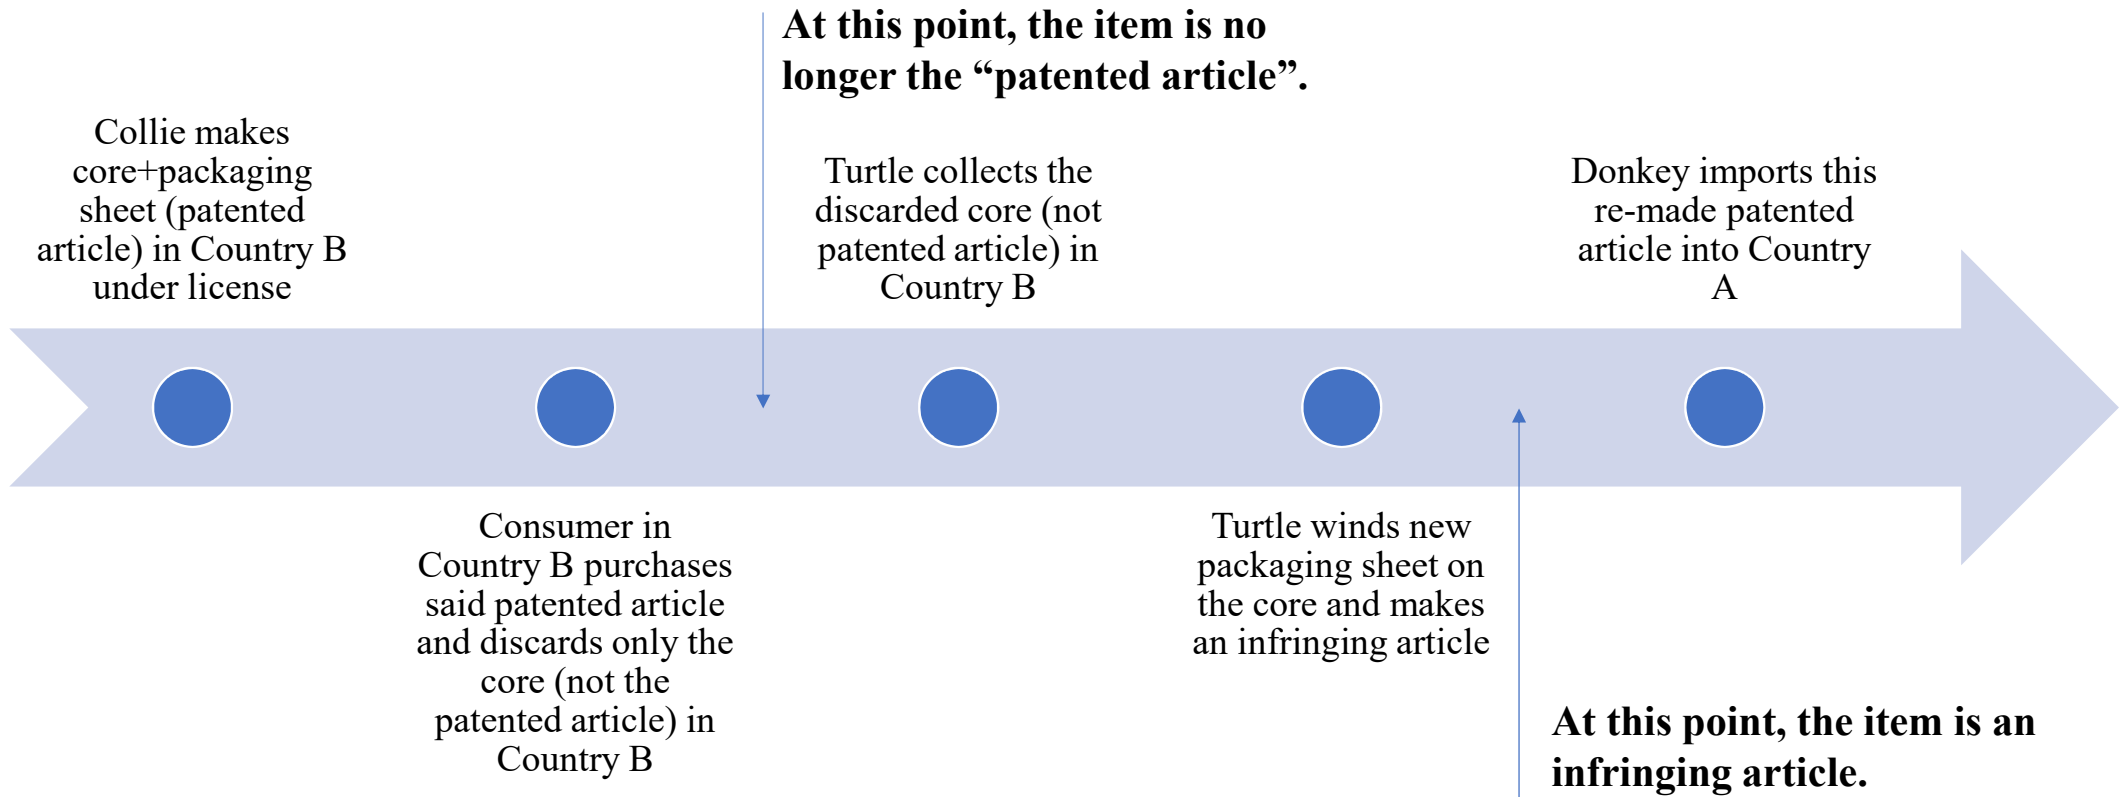 At this point, the item is no
longer the “patented article”.
Collie makes
core+packaging
sheet (patented
article) in Country B
under license
Turtle collects the
discarded core (not
patented article) in
Country B
Donkey imports this
re-made patented
article into Country
A
Consumer in
Country B purchases
said patented article
and discards only the
core (not the
patented article) in
Country B
Turtle winds new
packaging sheet on
the core and makes
an infringing article
At this point, the item is an
infringing article.